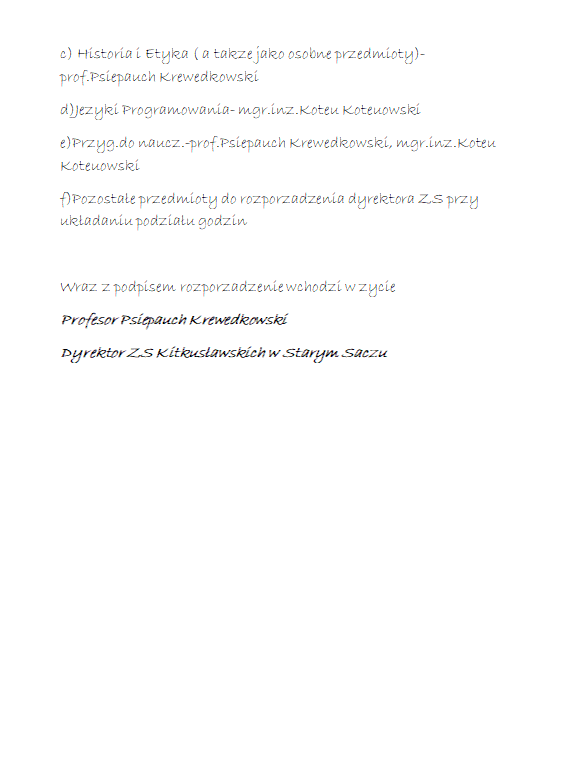 c) Historia i Etyka ( a takze jako osobne przedmioty)-
prof.Psiepauch Krewedkowski
d)Jezyki Programowania- mgr.inz.Koteu Koteuowski
e)Przyg.do naucz.-prof.Psiepauch Krewedkowski, mgr.inz.Koteu
Koteuowski
f)Pozostałe przedmioty do rozporzadzenia dyrektora ZS przy
układaniu podziału godzin
Wraz z podpisem rozporzadzenie wchodzi w zycie
Profesor Psiepauch Krewedkowski
Dyrektor ZS Kitkusławskich w Starym Saczu